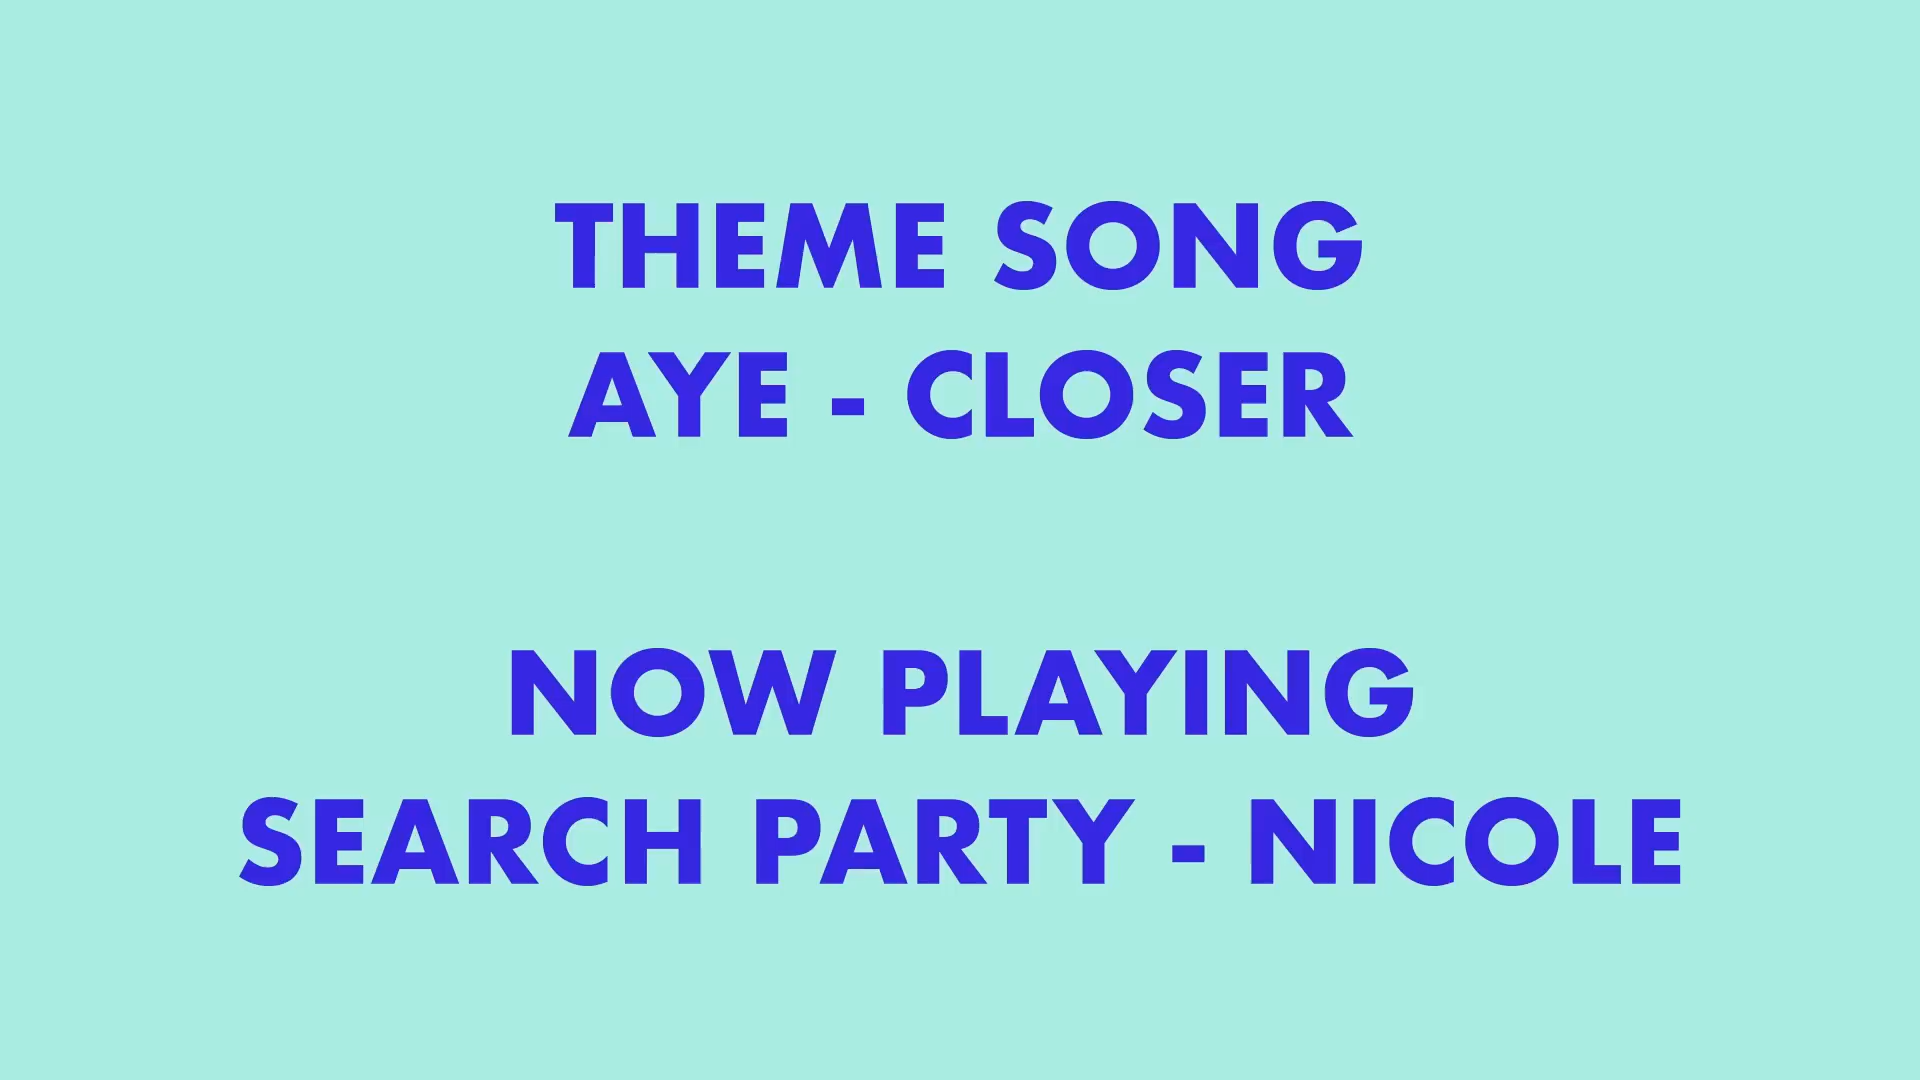 THEME SONG
AYE - CLOSER
NOW PLAYING
SEARCH PARTY - NICOLE